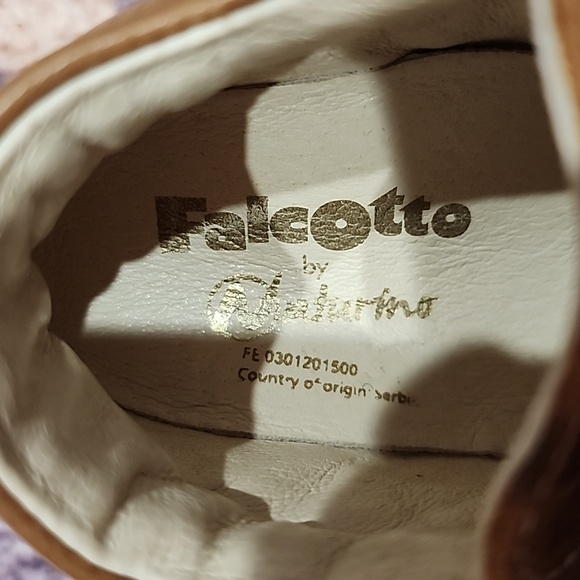 Falcotto
by
Naturino
FE 0301201500
Country of origin Serbia